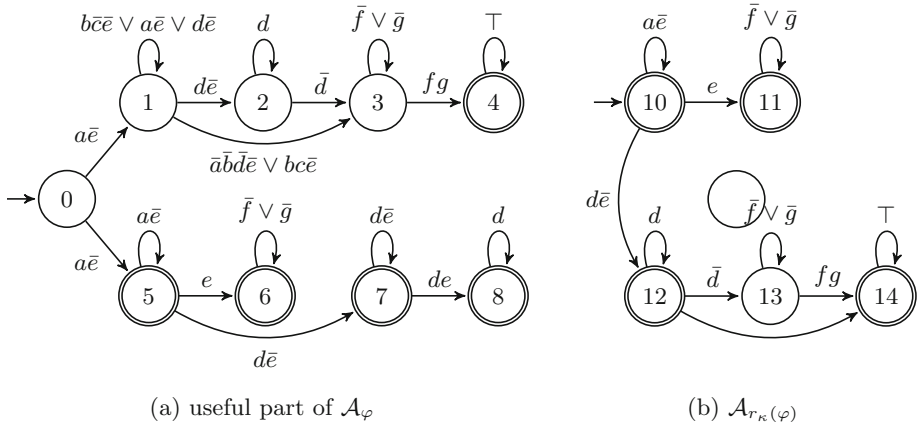 bc̄ē ∨ aē ∨ dē
d
f̄ ∨ ḡ
⊤
1
dē
2
d̄
3
fg
4
aē
āb̄d̄ē ∨ bcē
0
aē
aē
f̄ ∨ ḡ
dē
d
5
e
6
7
de
8
dē
(a) useful part of 𝒜φ
aē
f̄ ∨ ḡ
10
e
11
dē
d
f̄ ∨ ḡ
⊤
12
d̄
13
fg
14
(b) 𝒜rκ(φ)